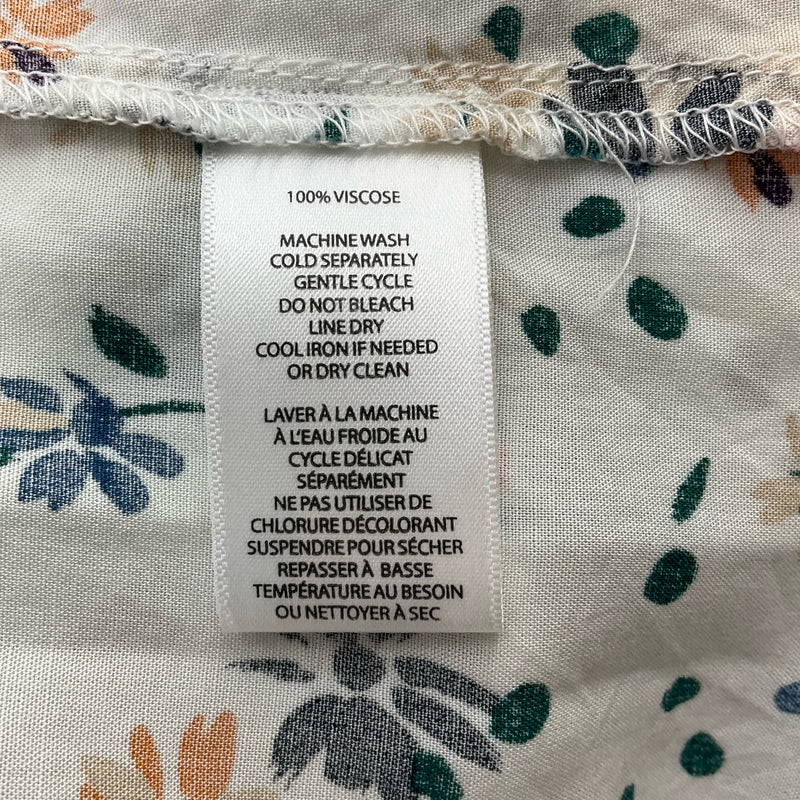 100% VISCOSE
MACHINE WASH
COLD SEPARATELY
GENTLE CYCLE
DO NOT BLEACH
LINE DRY
COOL IRON IF NEEDED
OR DRY CLEAN
LAVER À LA MACHINE
À L'EAU FROIDE AU
CYCLE DÉLICAT
SÉPARÉMENT
NE PAS UTILISER DE
CHLORURE DÉCOLORANT
SUSPENDRE POUR SÉCHER
REPASSER À BASSE
TEMPÉRATURE AU BESOIN
OU NETTOYER À SEC